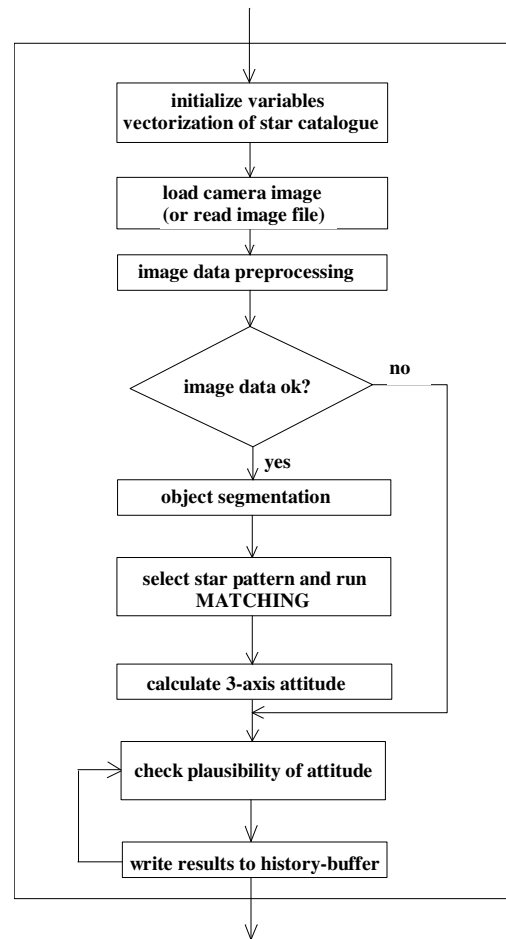 initialize variables
vectorization of star catalogue
load camera image
(or read image file)
image data preprocessing
image data ok?
no
yes
object segmentation
select star pattern and run
MATCHING
calculate 3-axis attitude
check plausibility of attitude
write results to history-buffer